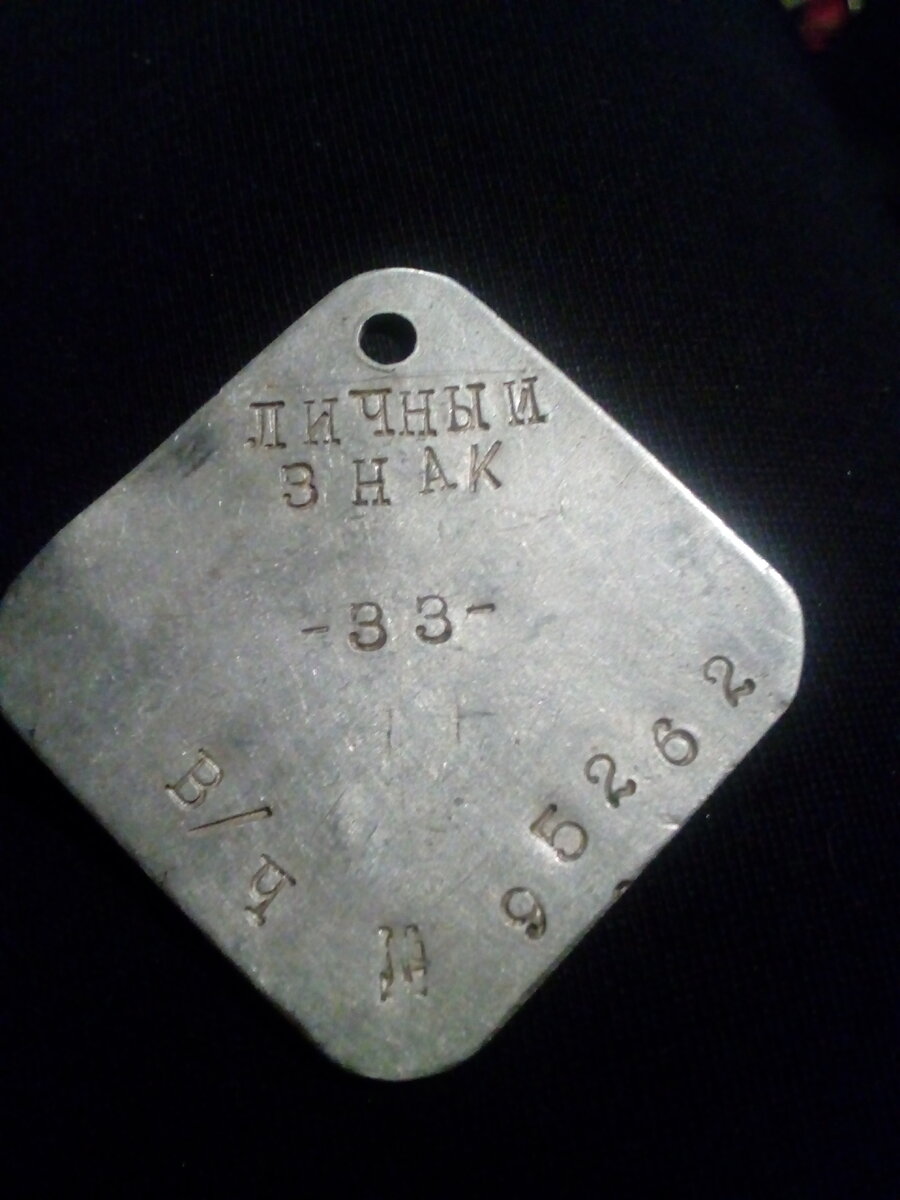 ЛИЧНЫИ
ЗНАК
-33-
В/Ч 95262